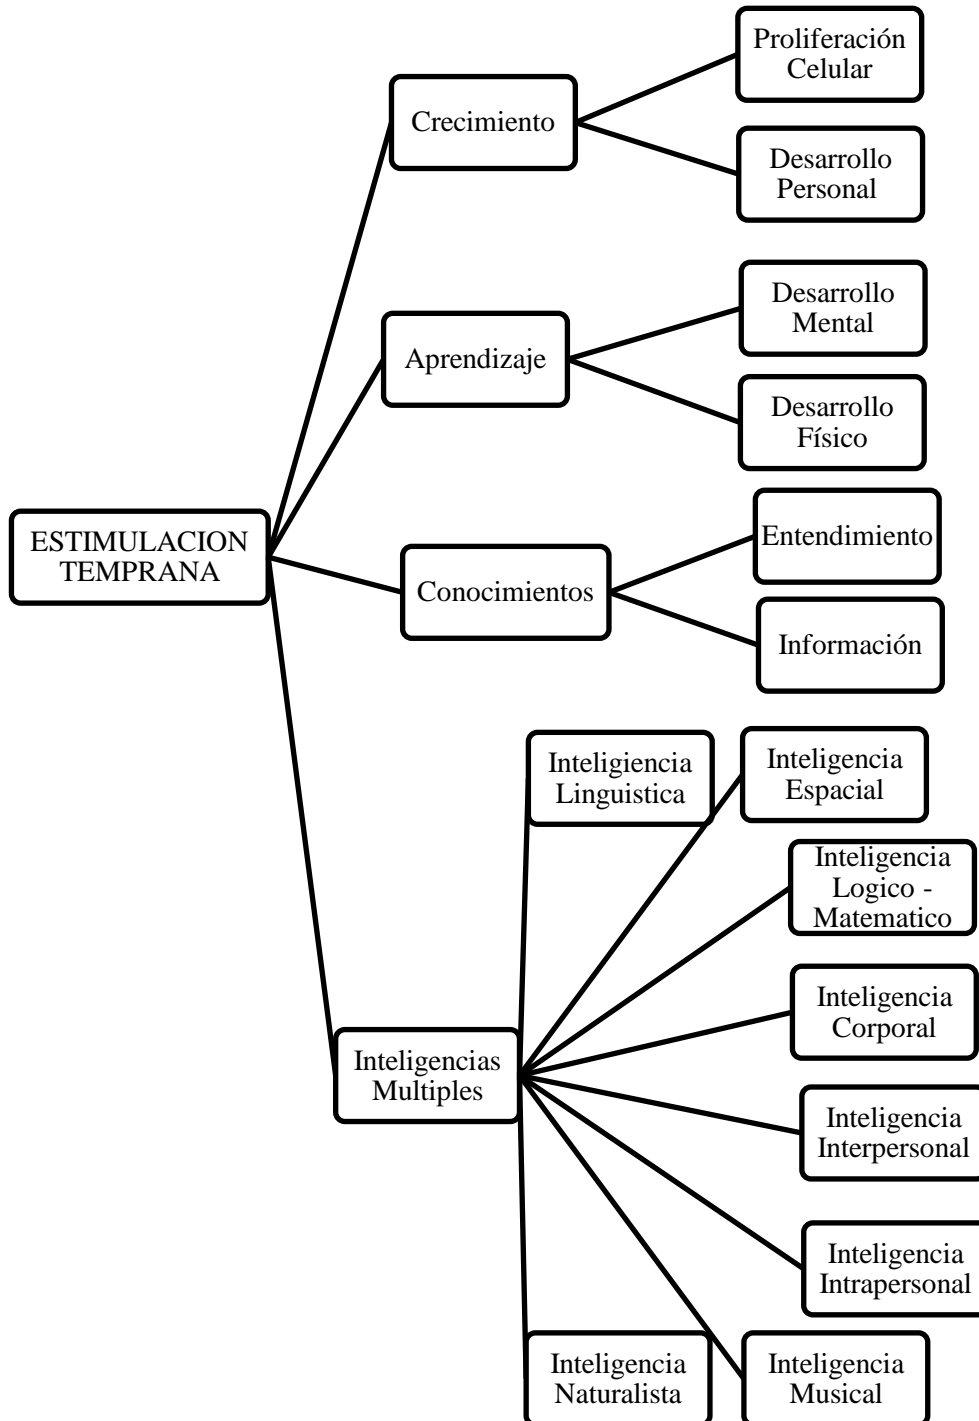 Proliferación
Celular
Crecimiento
Desarrollo
Personal
Desarrollo
Mental
Aprendizaje
Desarrollo
Físico
ESTIMULACION
TEMPRANA
Entendimiento
Conocimientos
Información
Inteligiencia
Linguistica
Inteligencia
Espacial
Inteligencia
Logico -
Matematico
Inteligencia
Corporal
Inteligencias
Multiples
Inteligencia
Interpersonal
Inteligencia
Intrapersonal
Inteligencia
Naturalista
Inteligencia
Musical